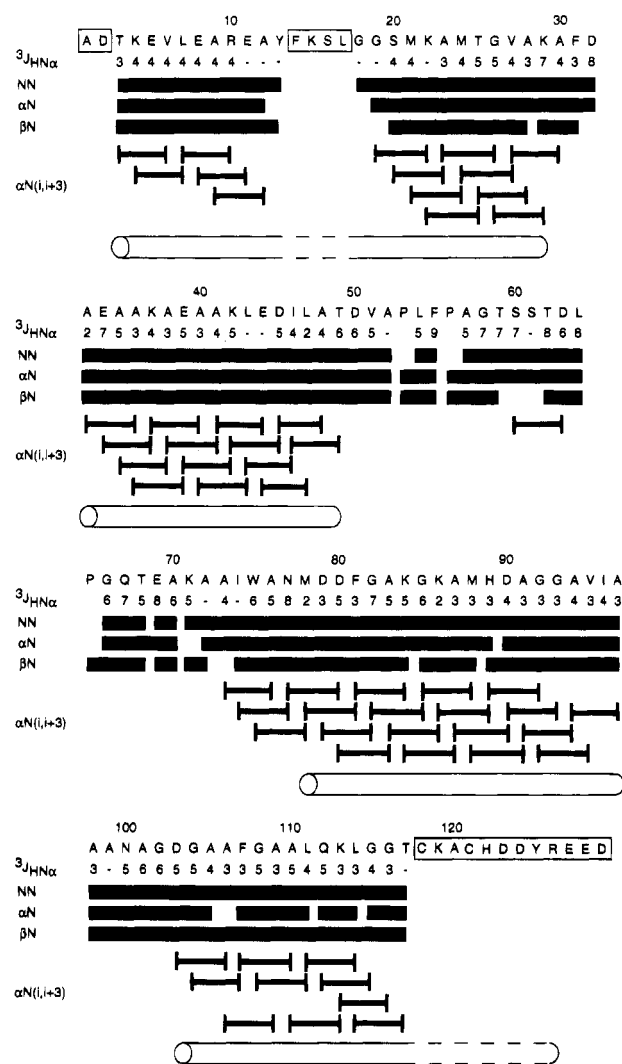 10 20 30
A D T K E V L E A R E A Y F K S L G G S M K A M T G V A K A F D
³JHNα 3 4 4 4 4 4 4 4 - - - - - 4 4 - 3 4 4 5 4 3 7 4 3 8
NN
αN
βN
αN(i,i+3)
40 50 60
A E A A K A E A A K L E D I L A T D V A P L F P A G T S S T D L
³JHNα 2 7 5 3 4 3 5 3 4 5 - - 5 4 2 4 6 6 5 - 5 9 5 7 7 7 - 8 6 8
NN
αN
βN
αN(i,i+3)
70 80 90
P G Q T E A K A A I W A N M D D F G A K G K A M H D A G G A V I A
³JHNα 6 7 5 8 6 5 - 4 - 6 5 8 2 3 5 3 7 5 5 6 2 3 3 3 4 3 3 5 3 4 4 3
NN
αN
βN
αN(i,i+3)
100 110 120
A A N A G D G A A F G A A L Q K L G G T C K A C H D D Y R E E D
³JHNα 3 - 5 6 6 5 4 3 3 3 5 3 5 3 5 3 3 4 3 -
NN
αN
βN
αN(i,i+3)